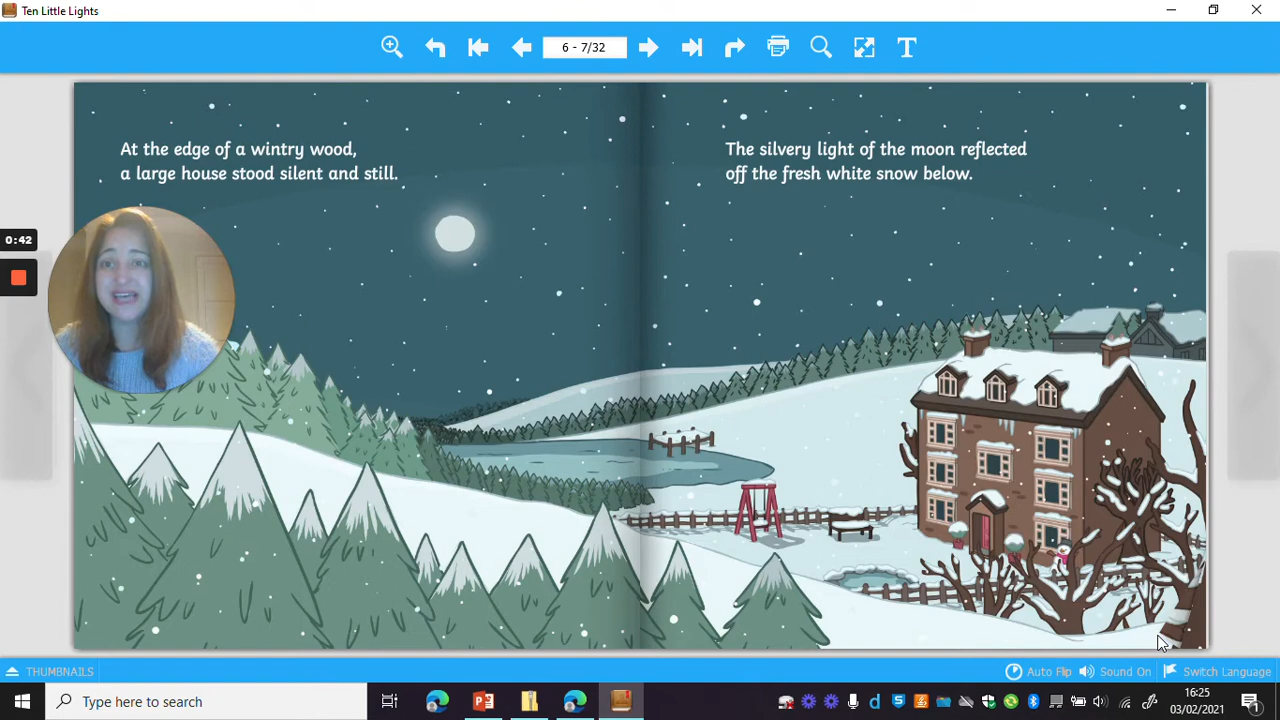 Ten Little Lights
6 - 7/32
T
At the edge of a wintry wood,
a large house stood silent and still.
The silvery light of the moon reflected
off the fresh white snow below.
0:42
THUMBNAILS
Auto Flip
Sound On
Switch Language
Type here to search
16:25
03/02/2021